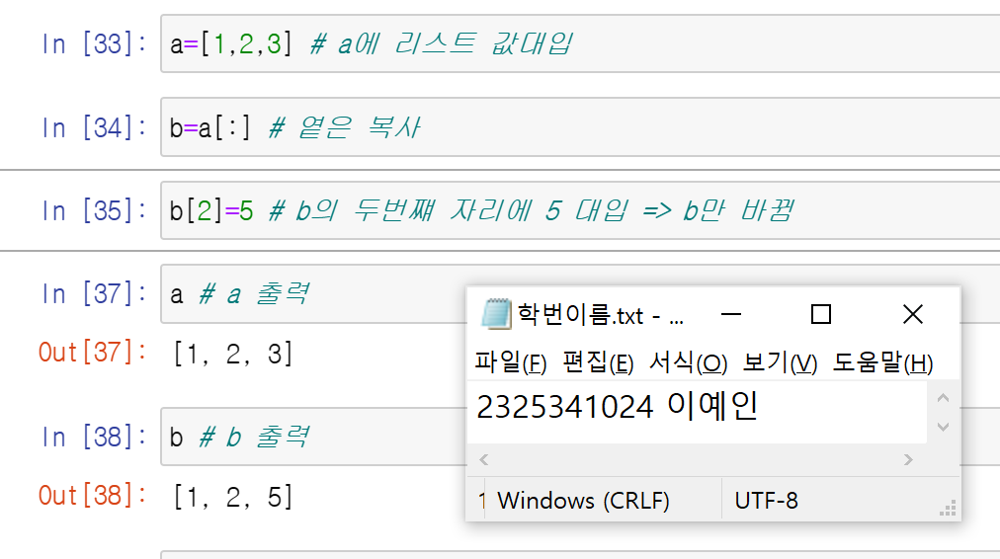 In [33]: a=[1,2,3] # a에 리스트 값대입
In [34]: b=a[:] # 옅은 복사
In [35]: b[2]=5 # b의 두번째 자리에 5 대입 => b만 바뀜
In [37]: a # a 출력
Out[37]: [1, 2, 3]
In [38]: b # b 출력
Out[38]: [1, 2, 5]
학번이름.txt - ...
파일(F) 편집(E) 서식(O) 보기(V) 도움말(H)
2325341024 이예인
1 Windows (CRLF) UTF-8